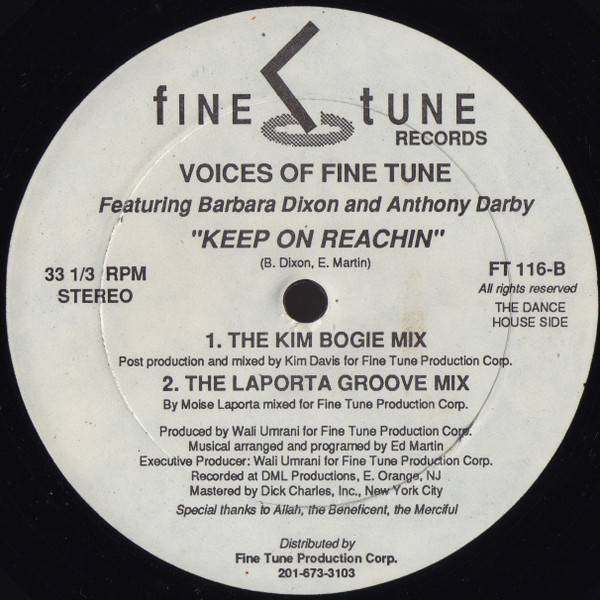 fINE tUNE
RECORDS
VOICES OF FINE TUNE
Featuring Barbara Dixon and Anthony Darby
"KEEP ON REACHIN"
(B. Dixon, E. Martin)
33 1/3 RPM
STEREO
FT 116-B
All rights reserved
THE DANCE
HOUSE SIDE
1. THE KIM BOGIE MIX
Post production and mixed by Kim Davis for Fine Tune Production Corp.
2. THE LAPORTA GROOVE MIX
By Moise Laporta mixed for Fine Tune Production Corp.
Produced by Wali Umrani for Fine Tune Production Corp.
Musical arranged and programed by Ed Martin
Executive Producer: Wali Umrani for Fine Tune Production Corp.
Recorded at DML Productions, E. Orange, NJ
Mastered by Dick Charles, Inc., New York City
Special thanks to Allah, the Beneficent, the Merciful
Distributed by
Fine Tune Production Corp.
201-673-3103